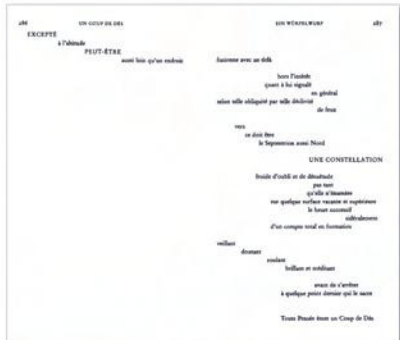 286 UN COUP DE DÉS
EXCEPTÉ
à l'altitude
PEUT-ÊTRE
aussi loin qu'un endroit
EIN WÜRFELWURF 287
fusionne avec au delà
hors l'intérêt
quant à lui signalé
en général
selon telle obliquité par telle déclivité
de feux
vers
ce doit être
le Septentrion aussi Nord
UNE CONSTELLATION
froide d'oubli et de désuétude
pas tant
qu'elle n'énumère
sur quelque surface vacante et supérieure
le heurt successif
sidéralement
d'un compte total en formation
veillant
doutant
roulant
brillant et méditant
avant de s'arrêter
à quelque point dernier qui le sacre
Toute Pensée émet un Coup de Dés